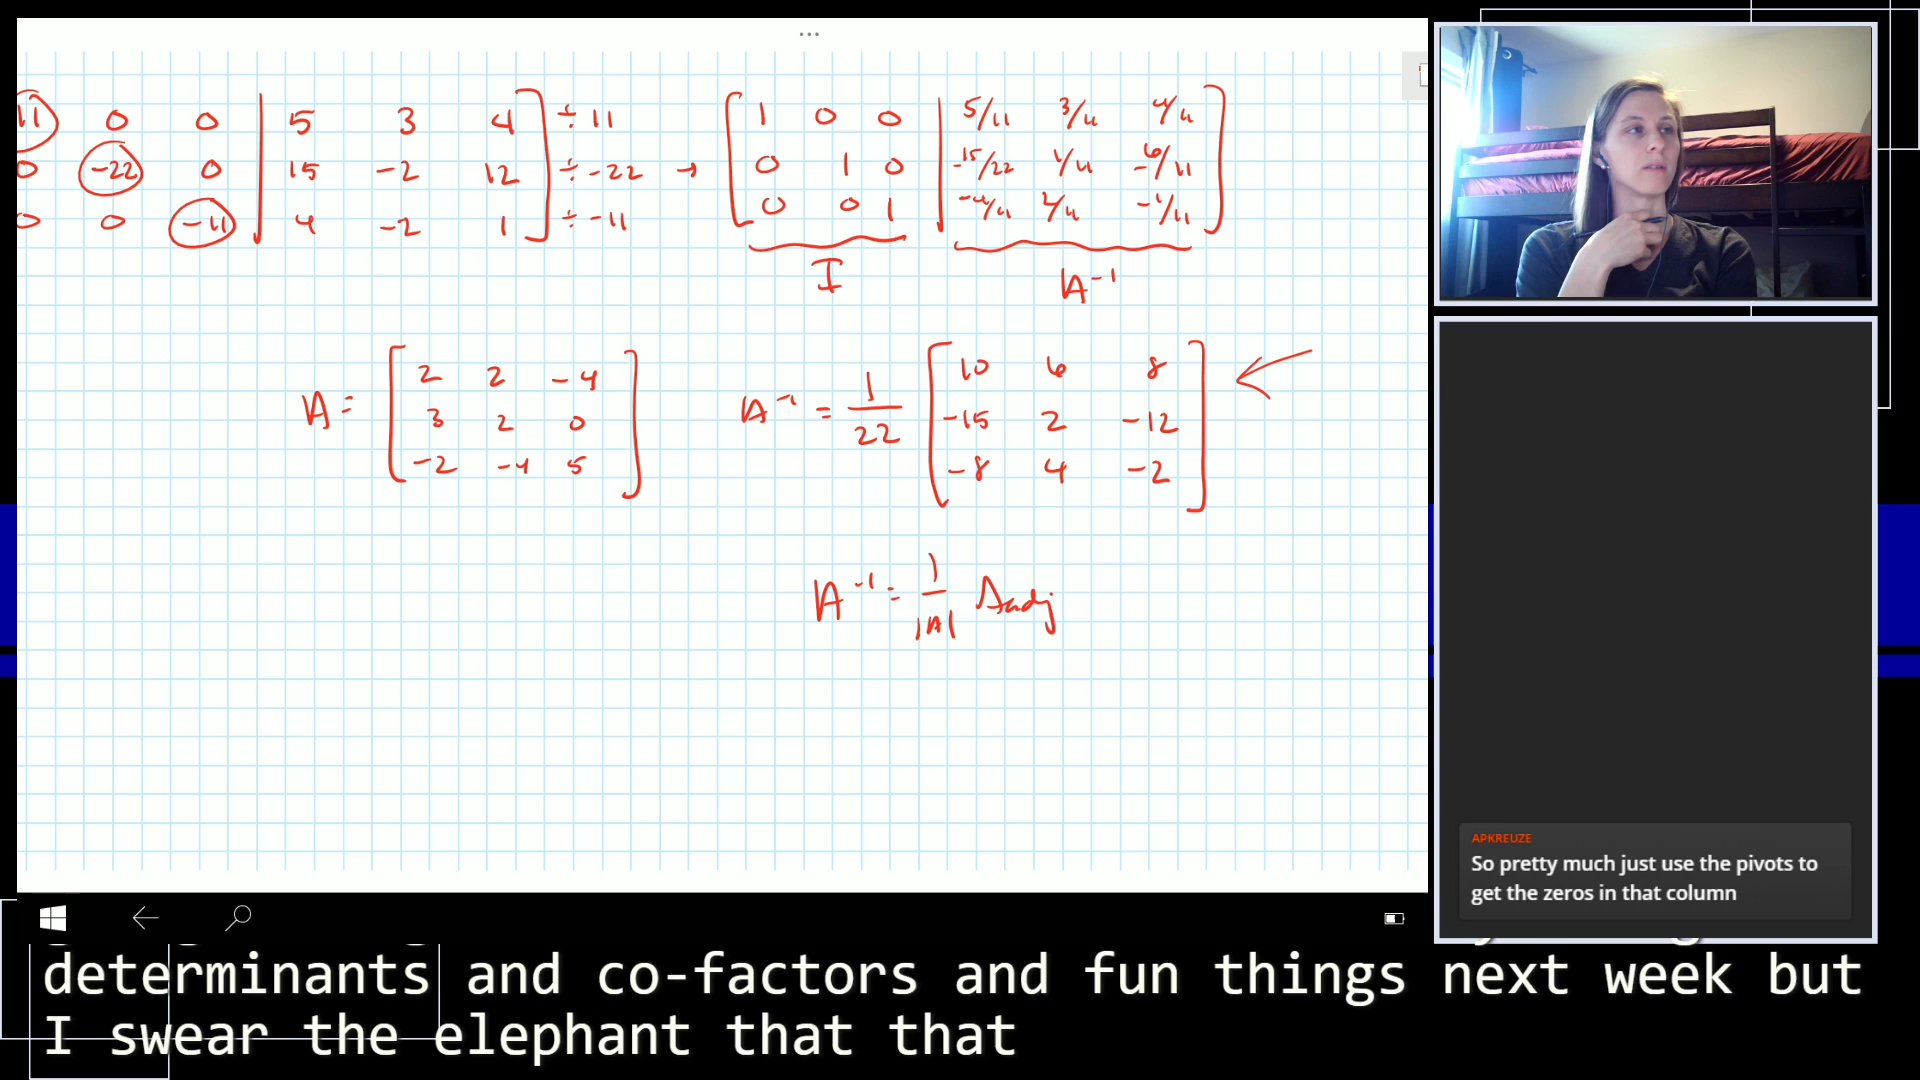 ...
11 0 0 | 5 3 4 ] ÷ 11
0 -22 0 | 15 -2 12 ] ÷ -22 →
0 0 -11 | 4 -2 1 ] ÷ -11
[ 1 0 0 | 5/11 3/11 4/11 ]
[ 0 1 0 | -15/22 1/11 -6/11 ]
[ 0 0 1 | -4/11 2/11 -1/11 ]
I
A⁻¹
A = [ 2 2 -4
3 2 0
-2 -4 5 ]
A⁻¹ = 1/22 [ 10 6 8
-15 2 -12
-8 4 -2 ]
A⁻¹ = 1/|A| Aadj
APKREUZE
So pretty much just use the pivots to
get the zeros in that column
determinants and co-factors and fun things next week but
I swear the elephant that that